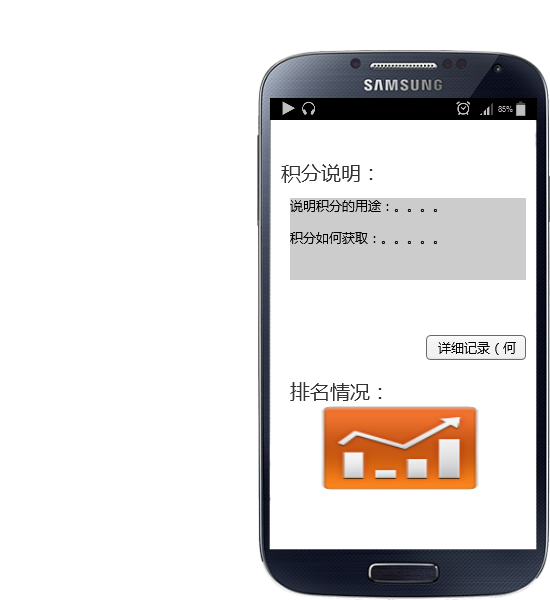 SAMSUNG
85%
积分说明：
说明积分的用途：。。。。
积分如何获取：。。。。。
详细记录（何
排名情况：